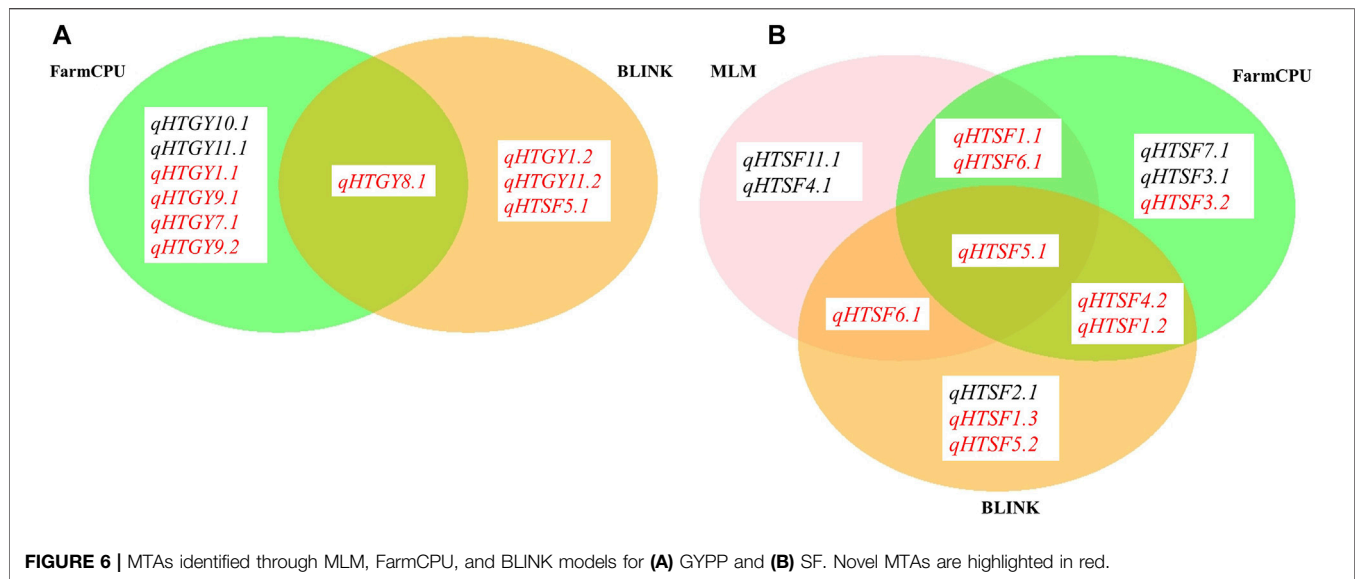 A
FarmCPU
BLINK
qHTGY10.1
qHTGY11.1
qHTGY1.1
qHTGY9.1
qHTGY7.1
qHTGY9.2
qHTGY8.1
qHTGY1.2
qHTGY11.2
qHTSF5.1
B
MLM
FarmCPU
qHTSF11.1
qHTSF4.1
qHTSF1.1
qHTSF6.1
qHTSF7.1
qHTSF3.1
qHTSF3.2
qHTSF5.1
qHTSF6.1
qHTSF4.2
qHTSF1.2
qHTSF2.1
qHTSF1.3
qHTSF5.2
BLINK
FIGURE 6 | MTAs identified through MLM, FarmCPU, and BLINK models for (A) GYPP and (B) SF. Novel MTAs are highlighted in red.